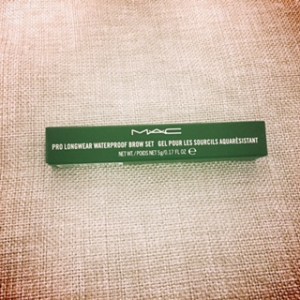 MAC
PRO LONGWEAR WATERPROOF BROW SET GEL POUR LES SOURCILS AQUARÉSISTANT
NET WT. / POIDS NET 5g/0.17 FL OZ ℮